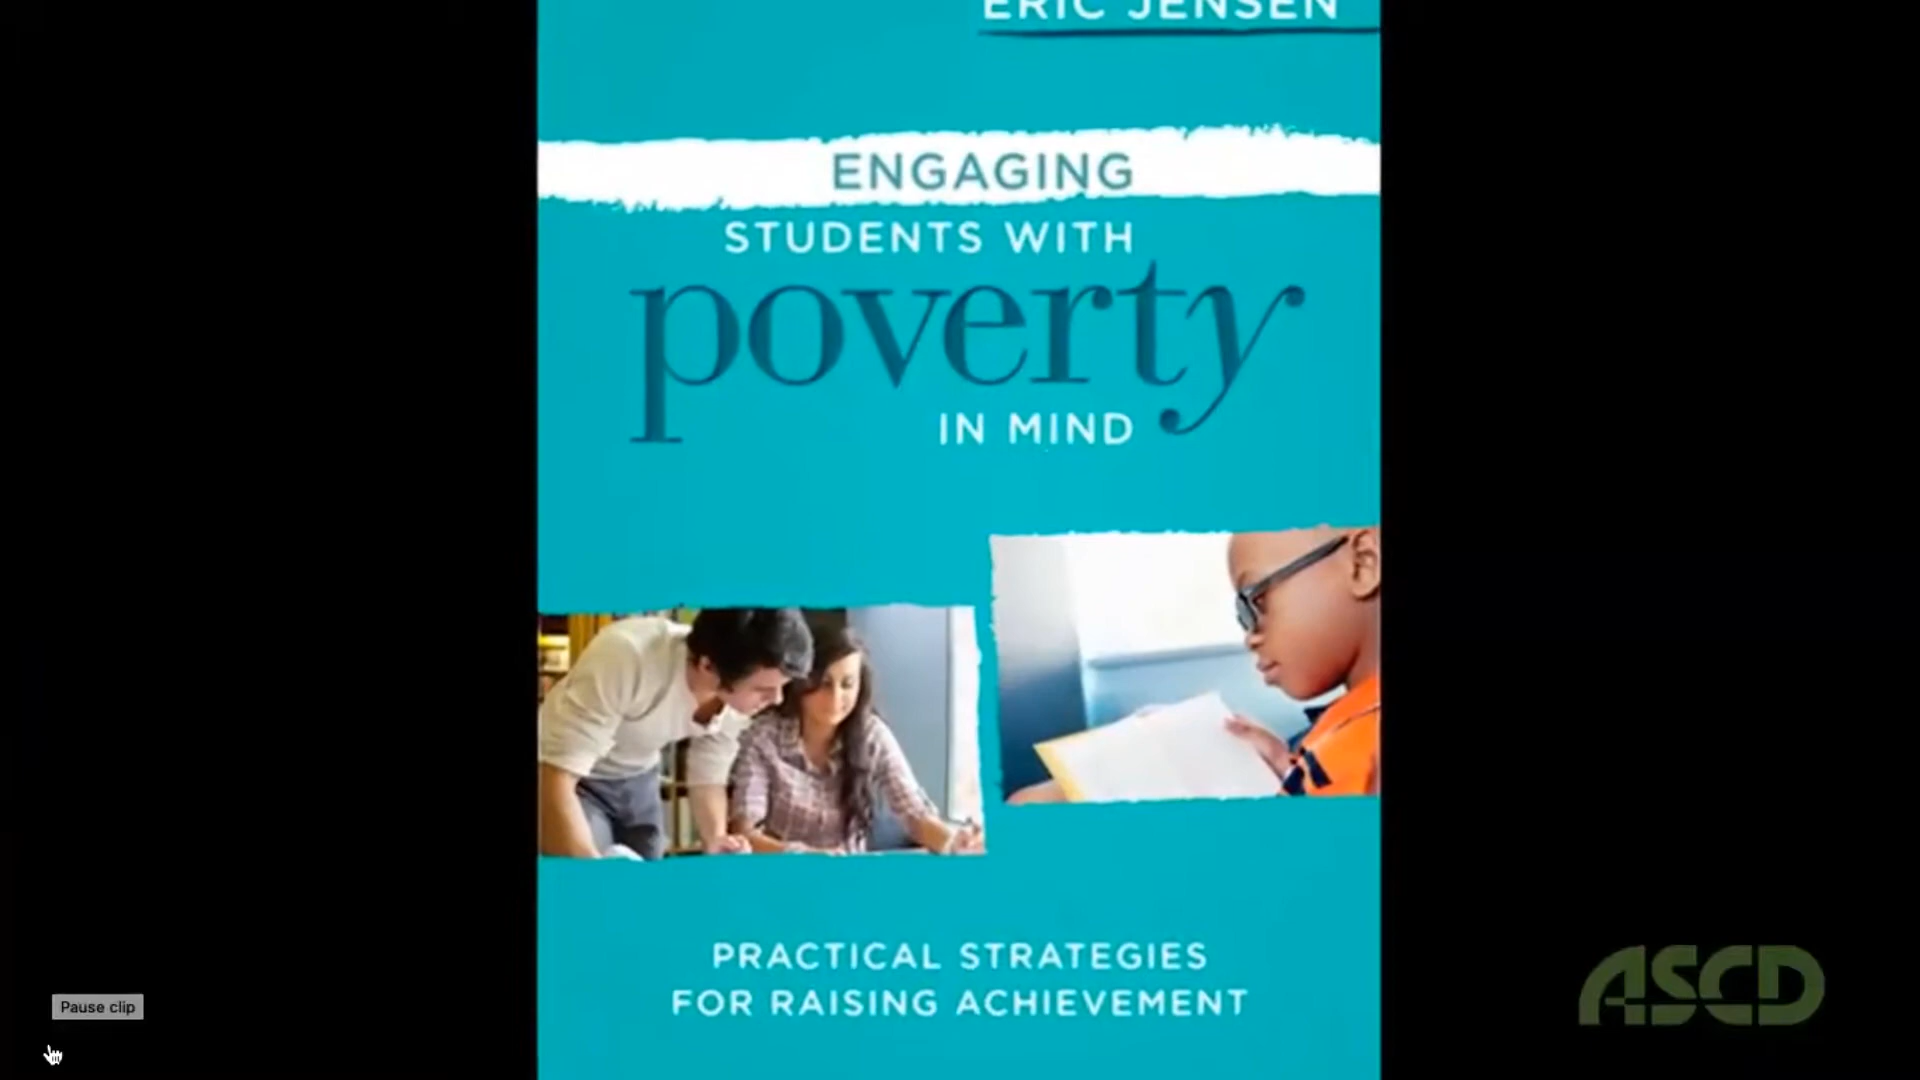 ERIC JENSEN
ENGAGING
STUDENTS WITH
poverty
IN MIND
PRACTICAL STRATEGIES
FOR RAISING ACHIEVEMENT
ASCD
Pause clip